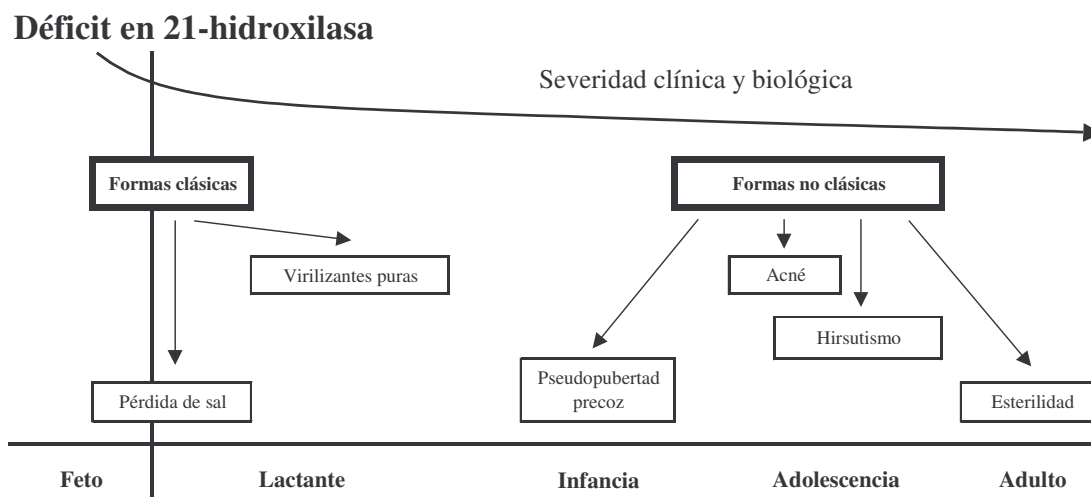 Déficit en 21-hidroxilasa
Severidad clínica y biológica
Formas clásicas
Formas no clásicas
Virilizantes puras
Acné
Hirsutismo
Pseudopubertad
precoz
Pérdida de sal
Esterilidad
Feto
Lactante
Infancia
Adolescencia
Adulto